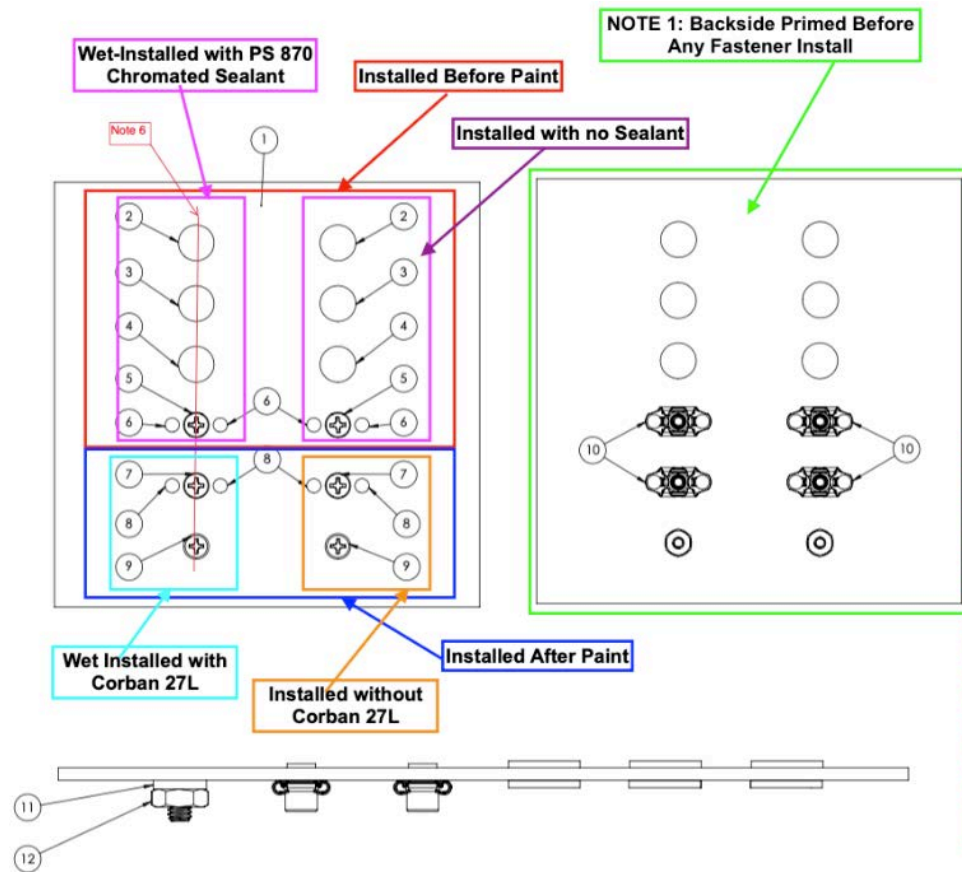 Wet-Installed with PS 870
Chromated Sealant
Installed Before Paint
NOTE 1: Backside Primed Before
Any Fastener Install
Note 6
1
Installed with no Sealant
2
2
3
3
4
4
5
5
6
6
6
7
8
7
8
8
9
9
10
10
Wet Installed with
Corban 27L
Installed without
Corban 27L
Installed After Paint
11
12